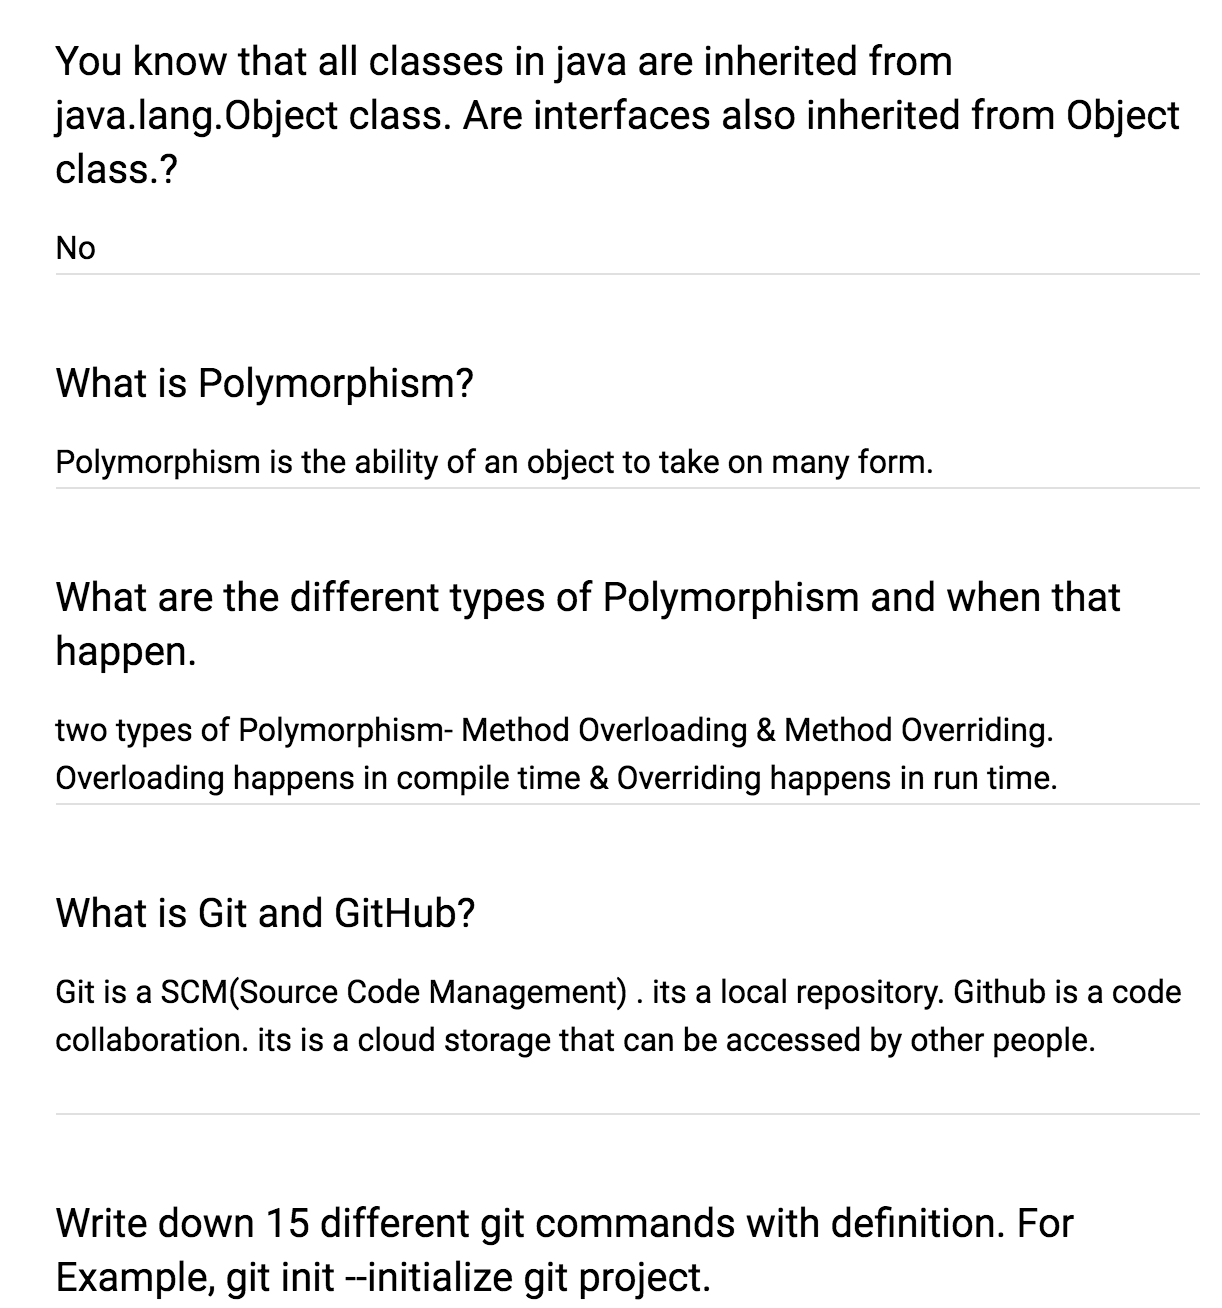 You know that all classes in java are inherited from
java.lang.Object class. Are interfaces also inherited from Object
class.?
No
What is Polymorphism?
Polymorphism is the ability of an object to take on many form.
What are the different types of Polymorphism and when that
happen.
two types of Polymorphism- Method Overloading & Method Overriding.
Overloading happens in compile time & Overriding happens in run time.
What is Git and GitHub?
Git is a SCM(Source Code Management) . its a local repository. Github is a code
collaboration. its is a cloud storage that can be accessed by other people.
Write down 15 different git commands with definition. For
Example, git init --initialize git project.